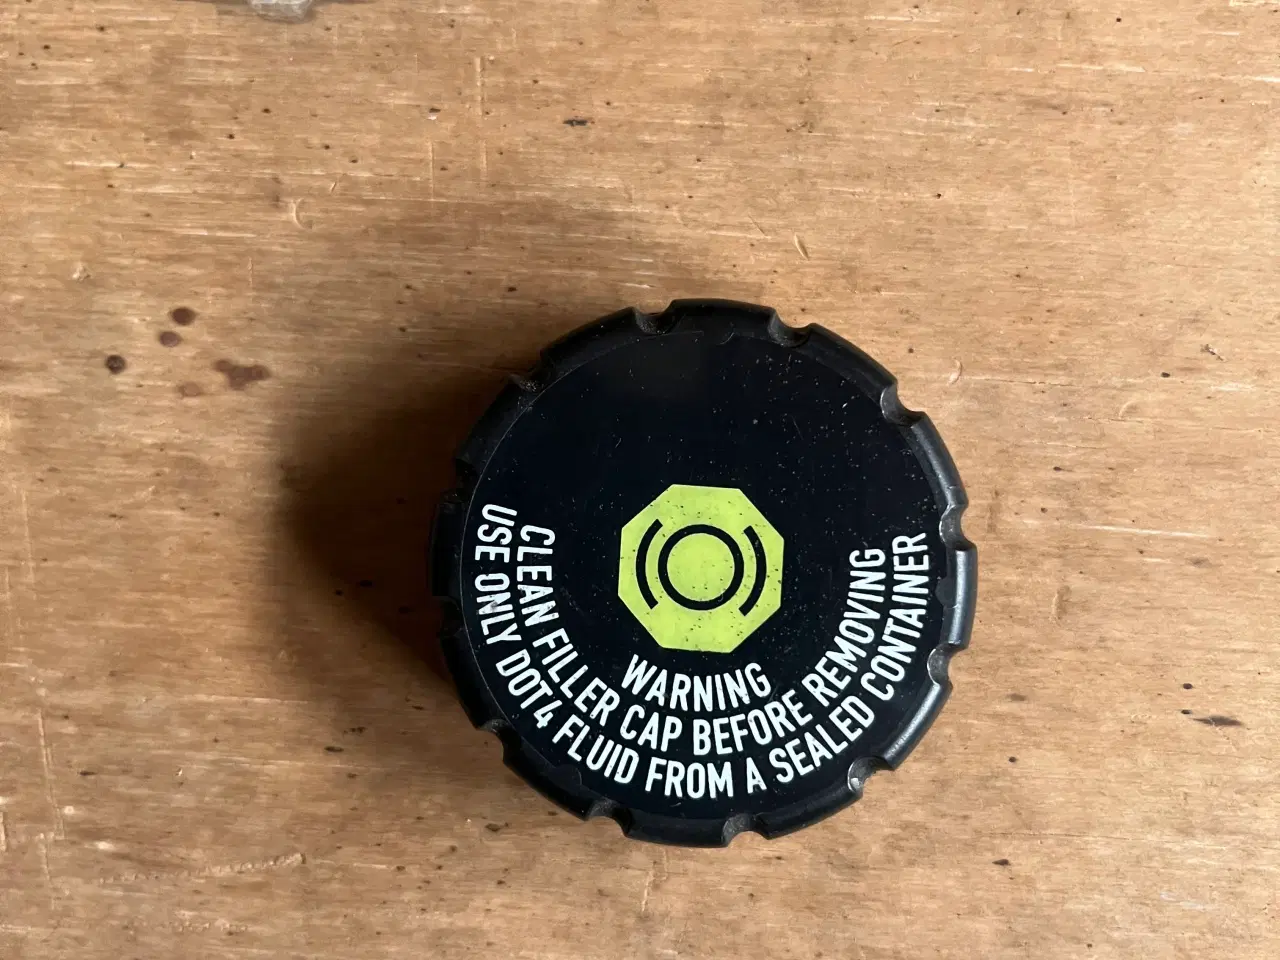 WARNING
CLEAN FILLER CAP BEFORE REMOVING
USE ONLY DOT4 FLUID FROM A SEALED CONTAINER